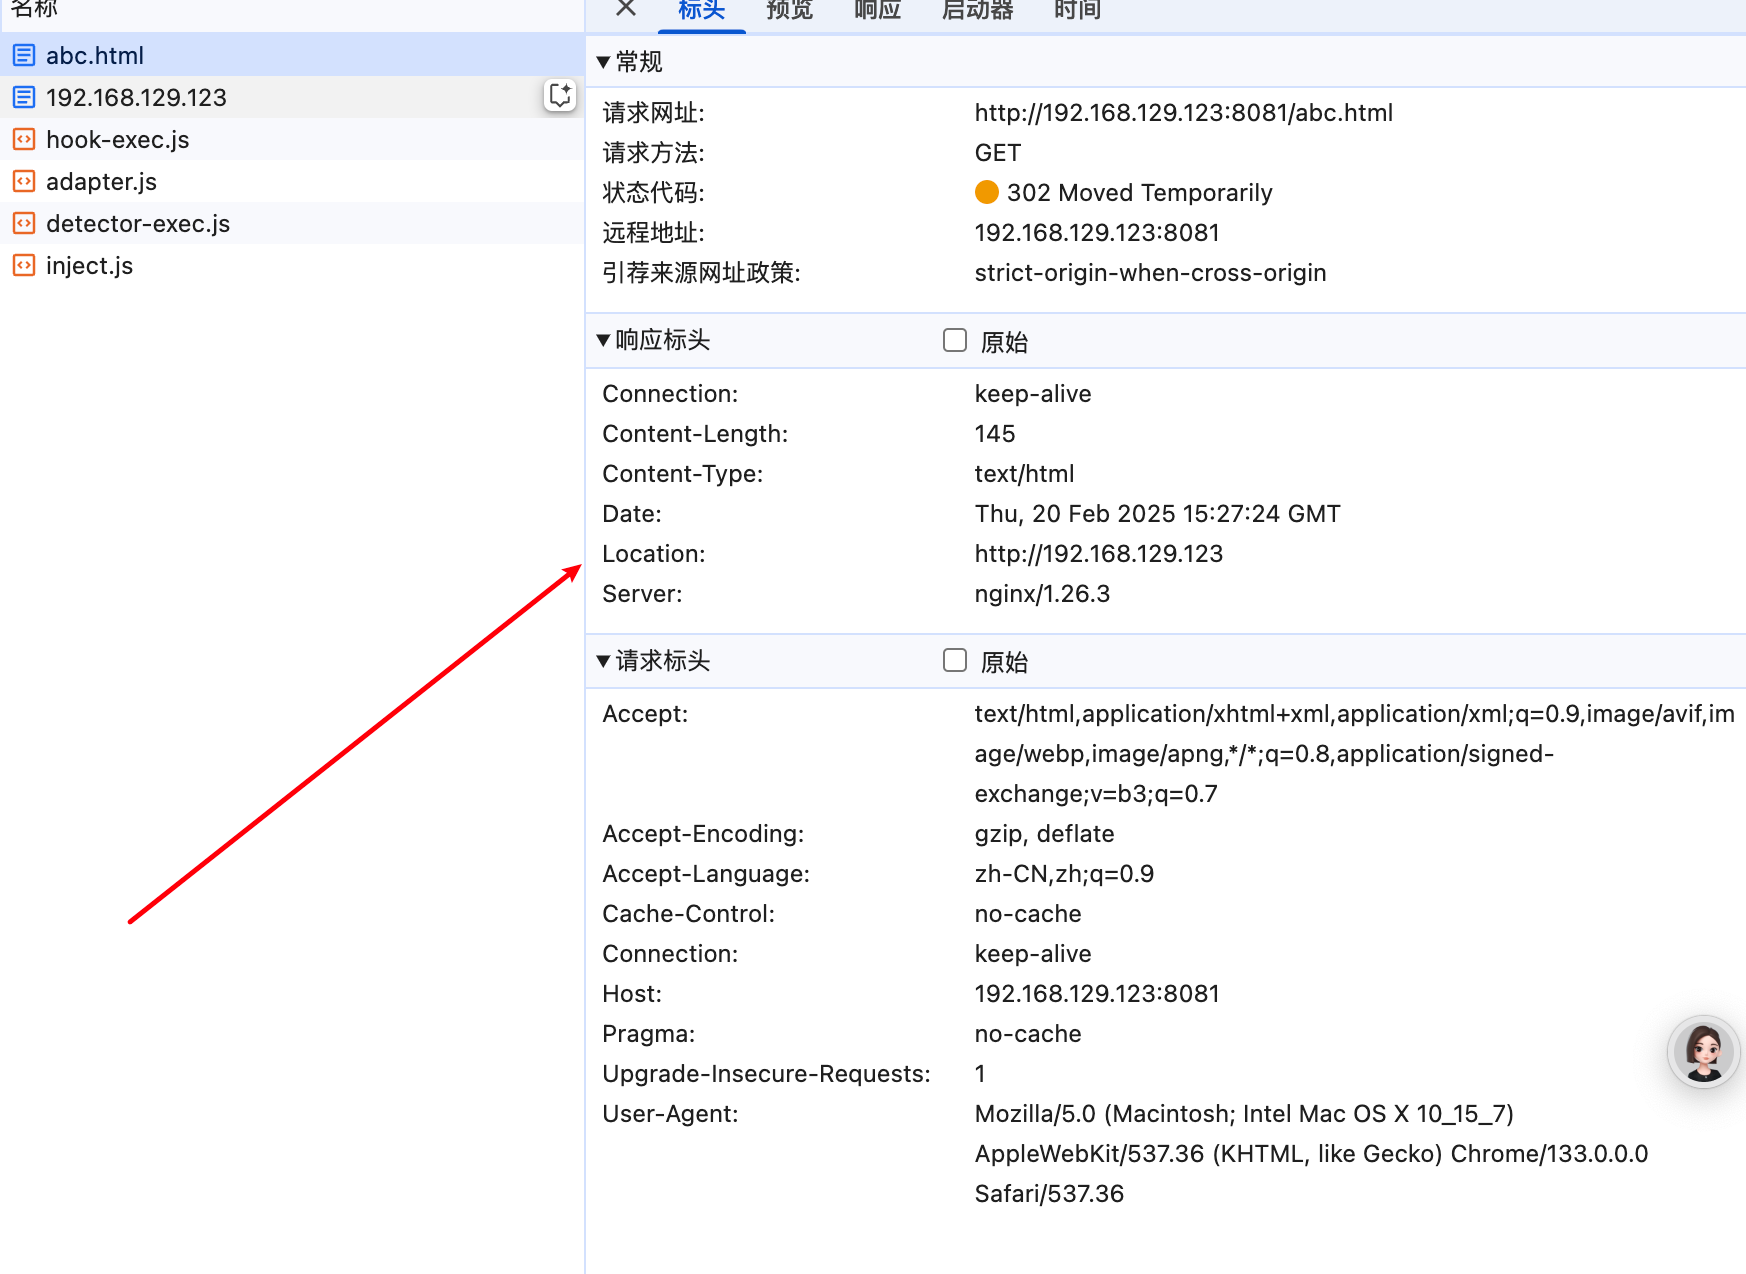 名称
abc.html
192.168.129.123
hook-exec.js
adapter.js
detector-exec.js
inject.js
标头 预览 响应 启动器 时间
常规
请求网址: http://192.168.129.123:8081/abc.html
请求方法: GET
状态代码: 302 Moved Temporarily
远程地址: 192.168.129.123:8081
引荐来源网址政策: strict-origin-when-cross-origin
响应标头 原始
Connection: keep-alive
Content-Length: 145
Content-Type: text/html
Date: Thu, 20 Feb 2025 15:27:24 GMT
Location: http://192.168.129.123
Server: nginx/1.26.3
请求标头 原始
Accept: text/html,application/xhtml+xml,application/xml;q=0.9,image/avif,im
age/webp,image/apng,*/*;q=0.8,application/signed-
exchange;v=b3;q=0.7
Accept-Encoding: gzip, deflate
Accept-Language: zh-CN,zh;q=0.9
Cache-Control: no-cache
Connection: keep-alive
Host: 192.168.129.123:8081
Pragma: no-cache
Upgrade-Insecure-Requests: 1
User-Agent: Mozilla/5.0 (Macintosh; Intel Mac OS X 10_15_7)
AppleWebKit/537.36 (KHTML, like Gecko) Chrome/133.0.0.0
Safari/537.36